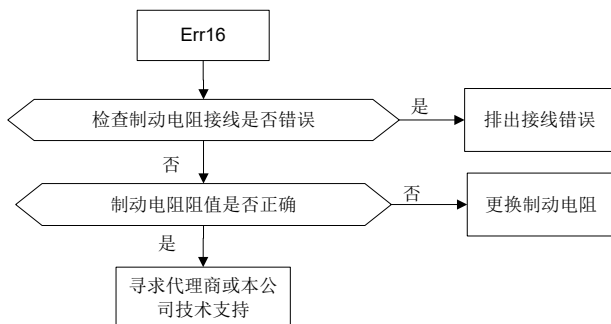 Err16
检查制动电阻接线是否错误
是
排出接线错误
否
制动电阻阻值是否正确
否
更换制动电阻
是
寻求代理商或本公
司技术支持